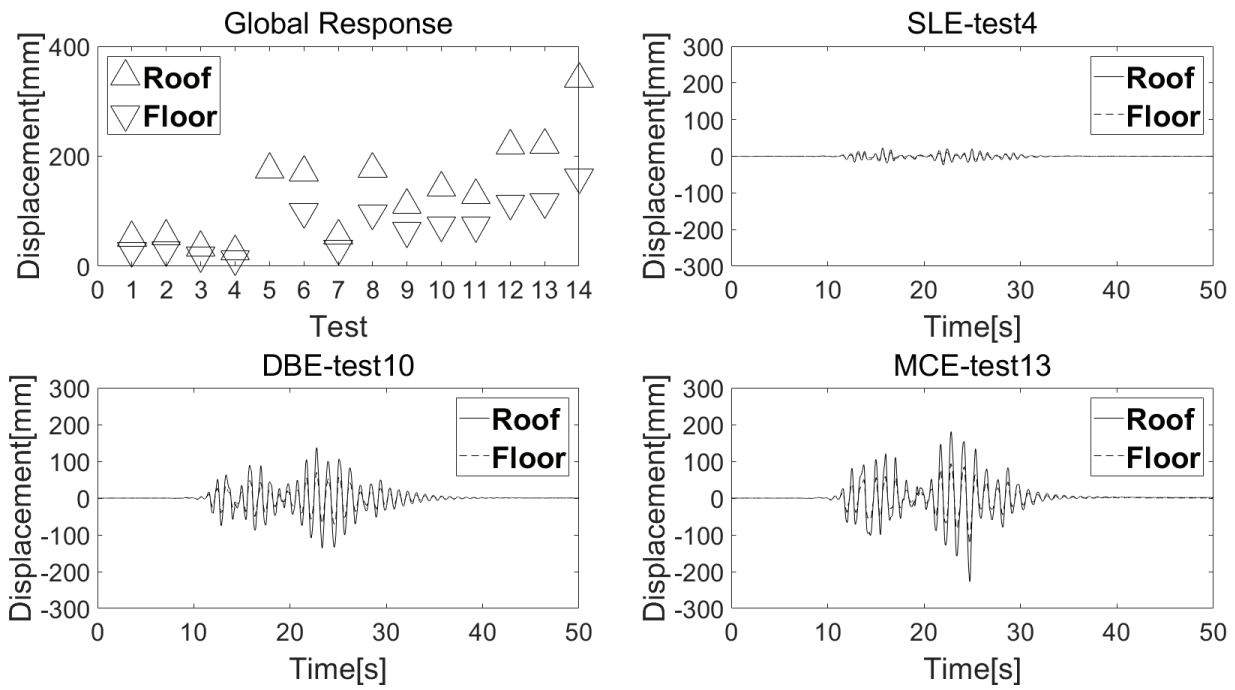 Global Response
Displacement[mm]
400
200
0
Roof
Floor
0 1 2 3 4 5 6 7 8 9 10 11 12 13 14
Test
SLE-test4
Displacement[mm]
300
200
100
0
-100
-200
-300
Roof
Floor
0 10 20 30 40 50
Time[s]
DBE-test10
Displacement[mm]
300
200
100
0
-100
-200
-300
Roof
Floor
0 10 20 30 40 50
Time[s]
MCE-test13
Displacement[mm]
300
200
100
0
-100
-200
-300
Roof
Floor
0 10 20 30 40 50
Time[s]